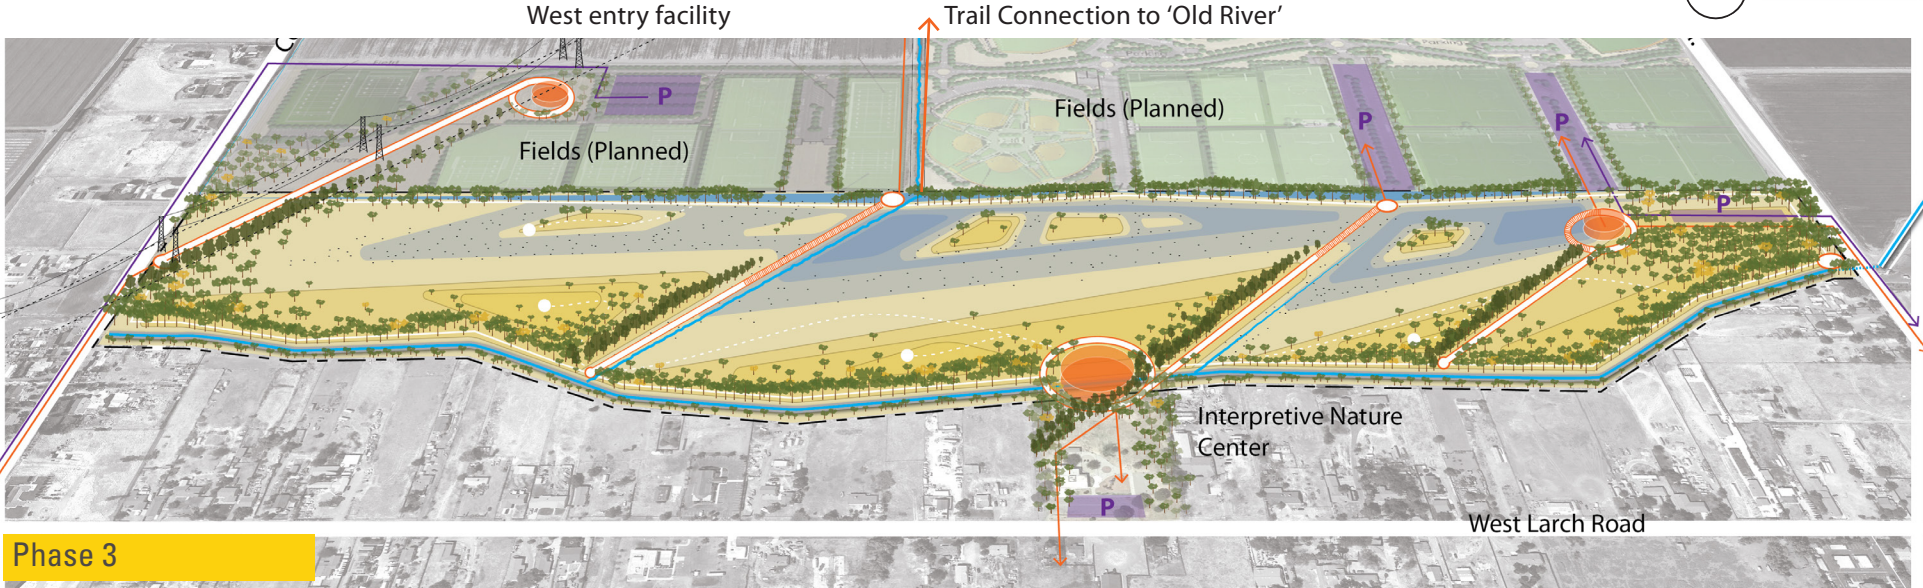 West entry facility
Trail Connection to ‘Old River’
C
P
Fields (Planned)
P
P
Fields (Planned)
P
Interpretive Nature
Center
P
West Larch Road
Phase 3